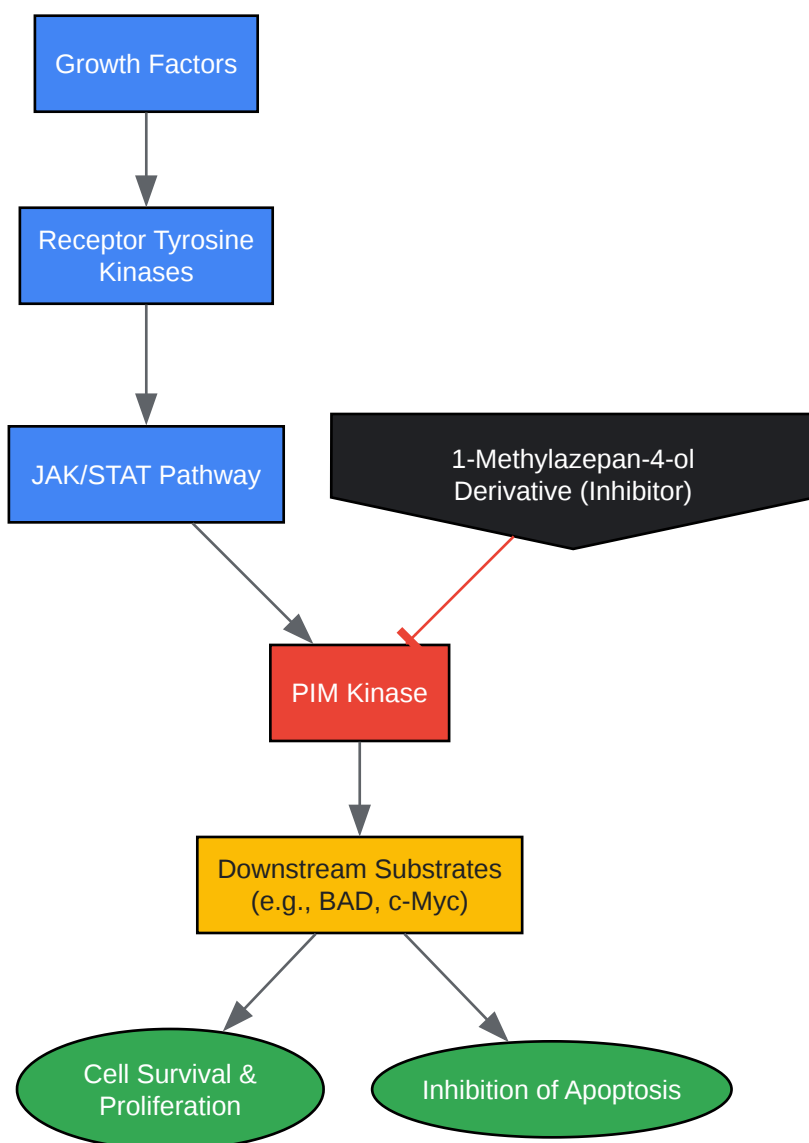 Growth Factors
Receptor Tyrosine
Kinases
JAK/STAT Pathway
1-Methylazepan-4-ol
Derivative (Inhibitor)
PIM Kinase
Downstream Substrates
(e.g., BAD, c-Myc)
Cell Survival &
Proliferation
Inhibition of Apoptosis